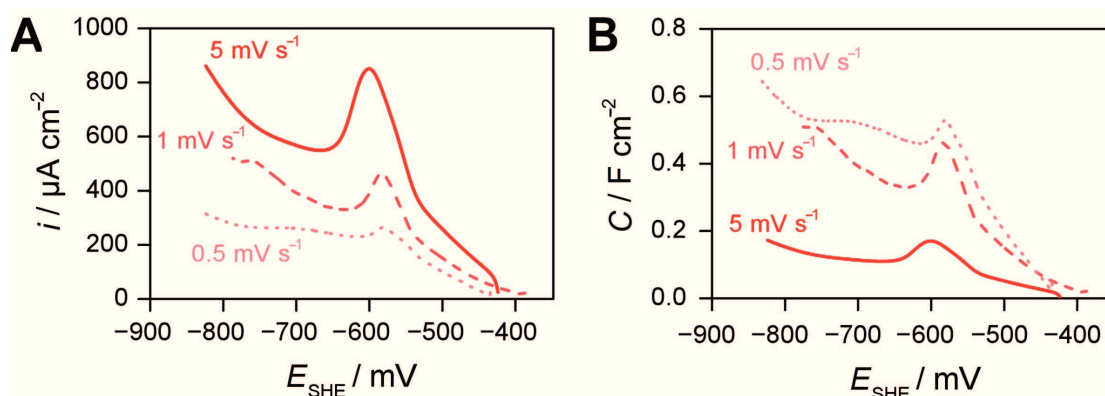 A
i / µA cm⁻²
1000
800
600
400
200
0
5 mV s⁻¹
1 mV s⁻¹
0.5 mV s⁻¹
−900 −800 −700 −600 −500 −400
E_SHE / mV
B
C / F cm⁻²
0.8
0.6
0.4
0.2
0.0
0.5 mV s⁻¹
1 mV s⁻¹
5 mV s⁻¹
−900 −800 −700 −600 −500 −400
E_SHE / mV